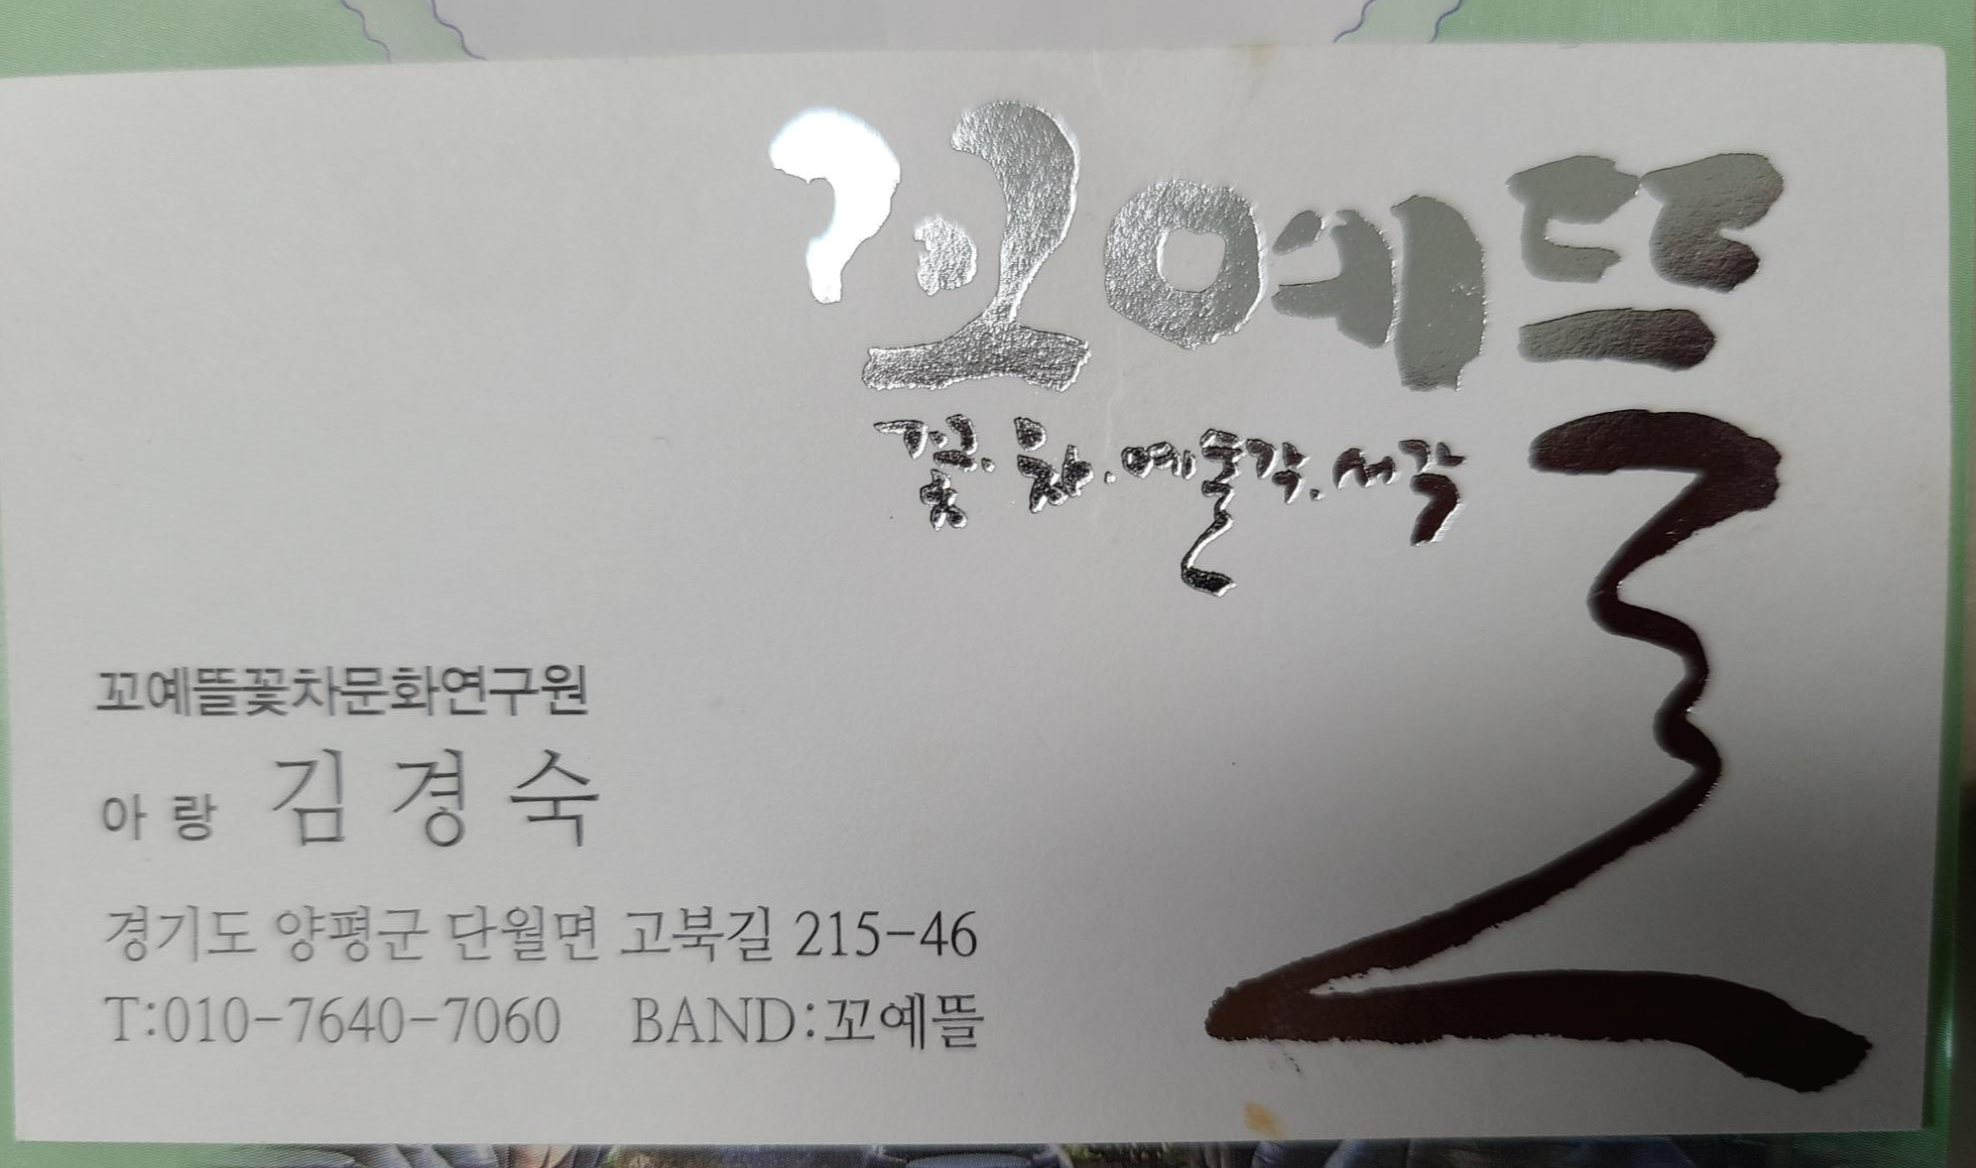 꼬예뜰
꽃.차.예술각.서각
꼬예뜰꽃차문화연구원
아랑 김경숙
경기도 양평군 단월면 고북길 215-46
T:010-7640-7060 BAND:꼬예뜰